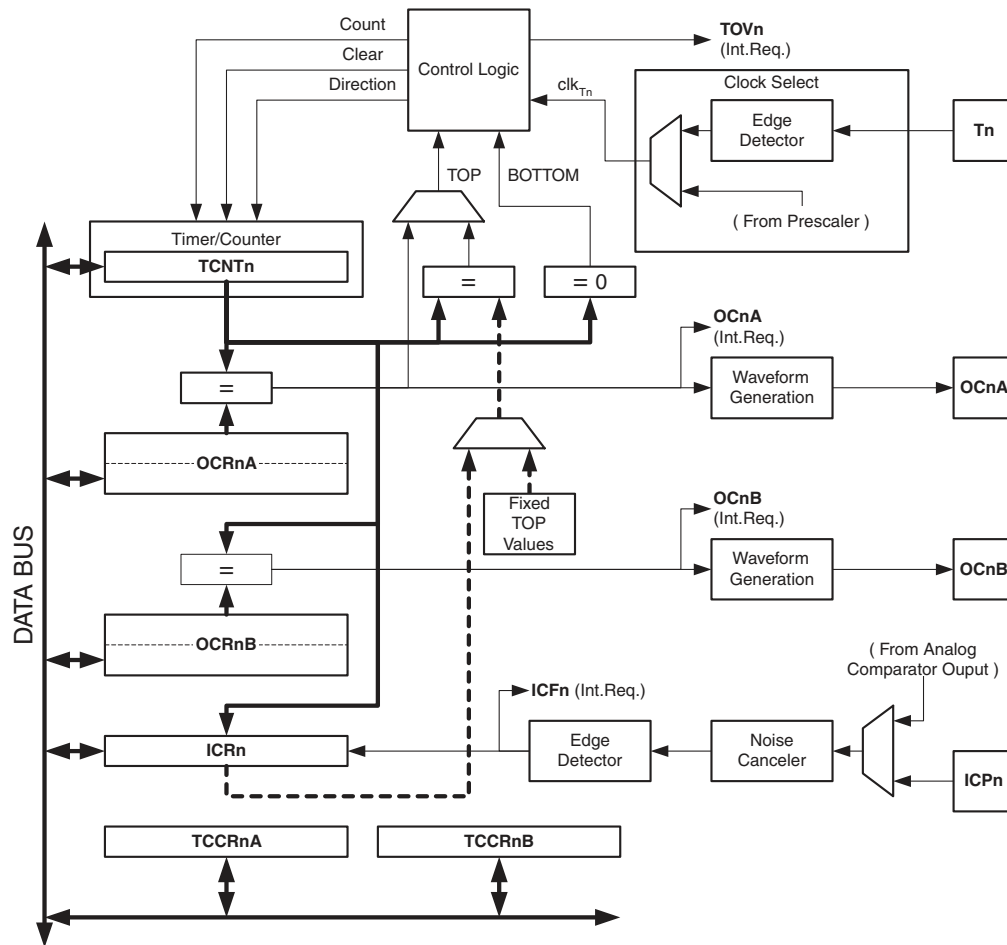 Count
Clear
Direction
Control Logic
TOVn
(Int.Req.)
clkTn
Clock Select
Edge
Detector
Tn
( From Prescaler )
TOP
BOTTOM
Timer/Counter
TCNTn
=
= 0
OCnA
(Int.Req.)
=
Waveform
Generation
OCnA
OCRnA
Fixed
TOP
Values
OCnB
(Int.Req.)
=
Waveform
Generation
OCnB
OCRnB
DATA BUS
( From Analog
Comparator Ouput )
ICFn (Int.Req.)
ICRn
Edge
Detector
Noise
Canceler
ICPn
TCCRnA
TCCRnB